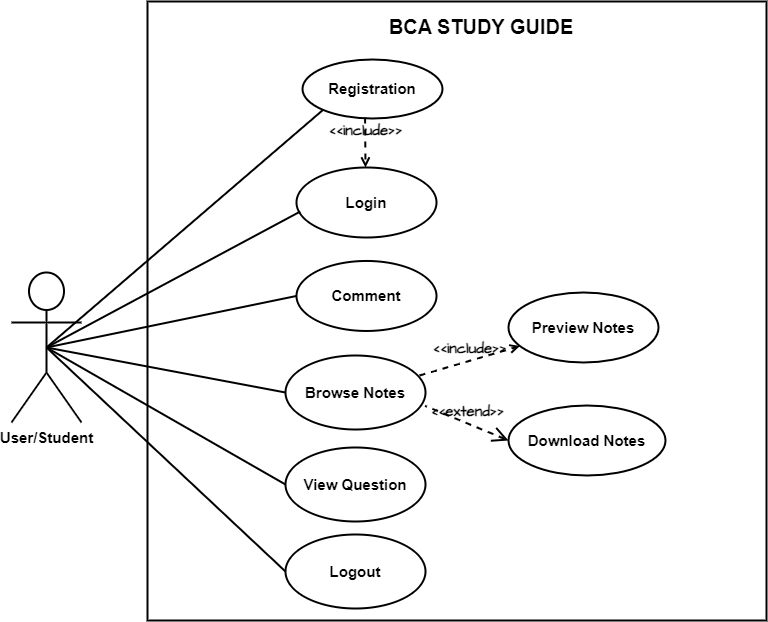 BCA STUDY GUIDE
Registration
<<include>>
Login
Comment
Preview Notes
<<include>>
Browse Notes
<<extend>>
Download Notes
User/Student
View Question
Logout